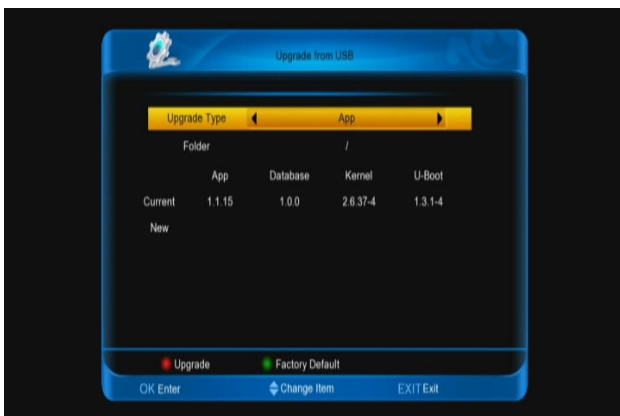 Upgrade from USB
Upgrade Type App
Folder /
App Database Kernel U-Boot
Current 1.1.15 1.0.0 2.6.37-4 1.3.1-4
New
Upgrade Factory Default
OK Enter Change Item EXIT Exit